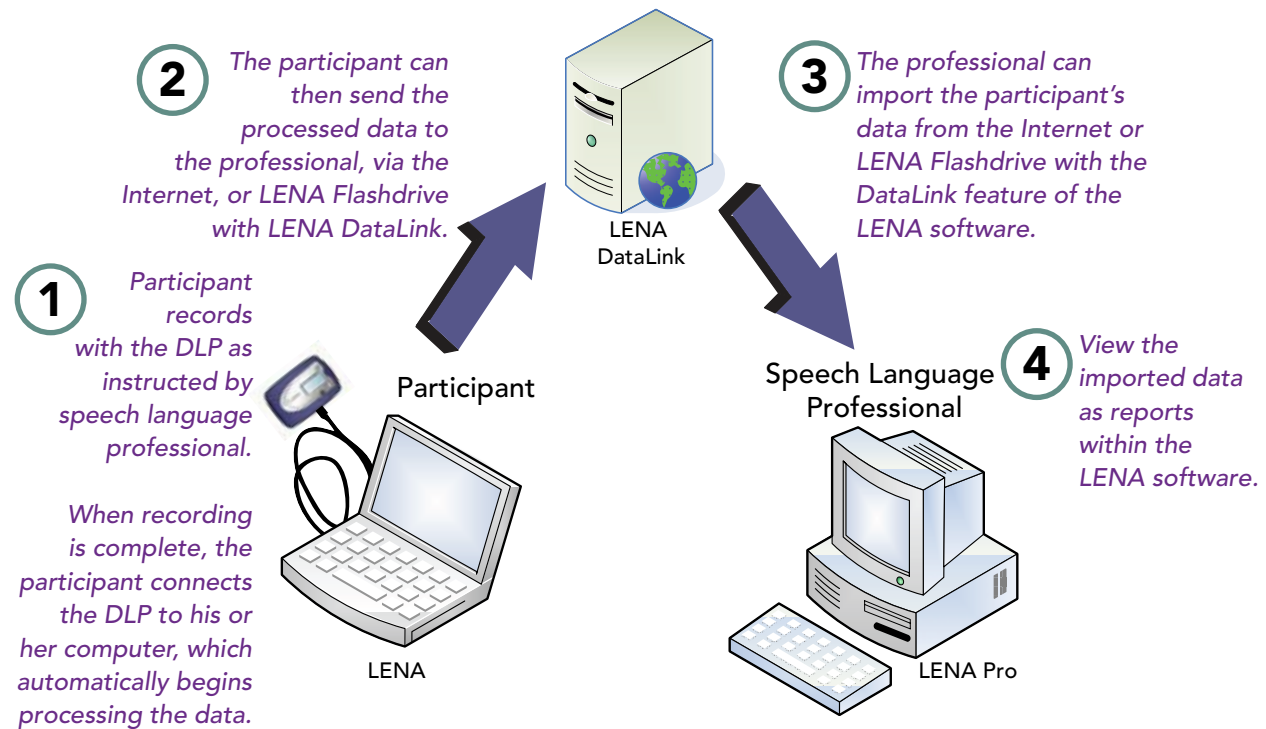 1
Participant
records
with the DLP as
instructed by
speech language
professional.
When recording
is complete, the
participant connects
the DLP to his or
her computer, which
automatically begins
processing the data.
Participant
LENA
2
The participant can
then send the
processed data to
the professional, via the
Internet, or LENA Flashdrive
with LENA DataLink.
LENA
DataLink
3
The professional can
import the participant's
data from the Internet or
LENA Flashdrive with the
DataLink feature of the
LENA software.
Speech Language
Professional
LENA Pro
4
View the
imported data
as reports
within the
LENA software.